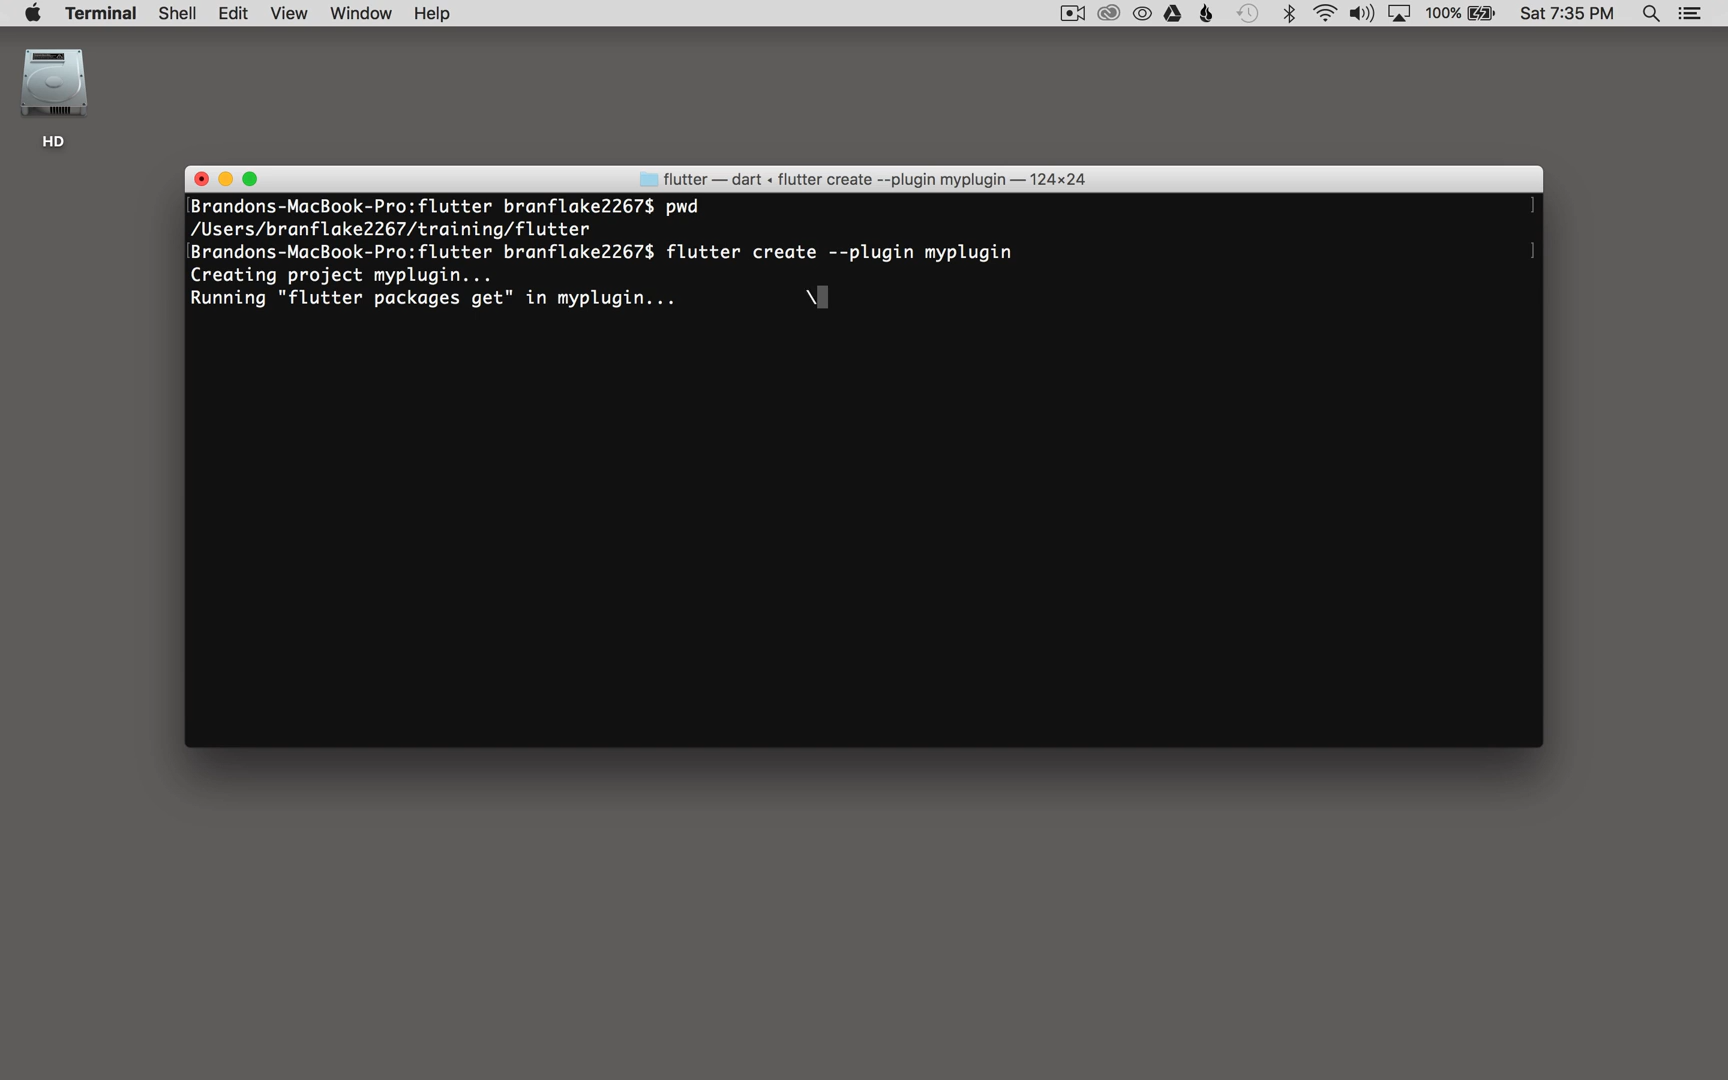 Terminal Shell Edit View Window Help 100% Sat 7:35 PM
HD
flutter — dart ◂ flutter create --plugin myplugin — 124×24
[Brandons-MacBook-Pro:flutter branflake2267$ pwd ]
/Users/branflake2267/training/flutter
[Brandons-MacBook-Pro:flutter branflake2267$ flutter create --plugin myplugin ]
Creating project myplugin...
Running "flutter packages get" in myplugin... \